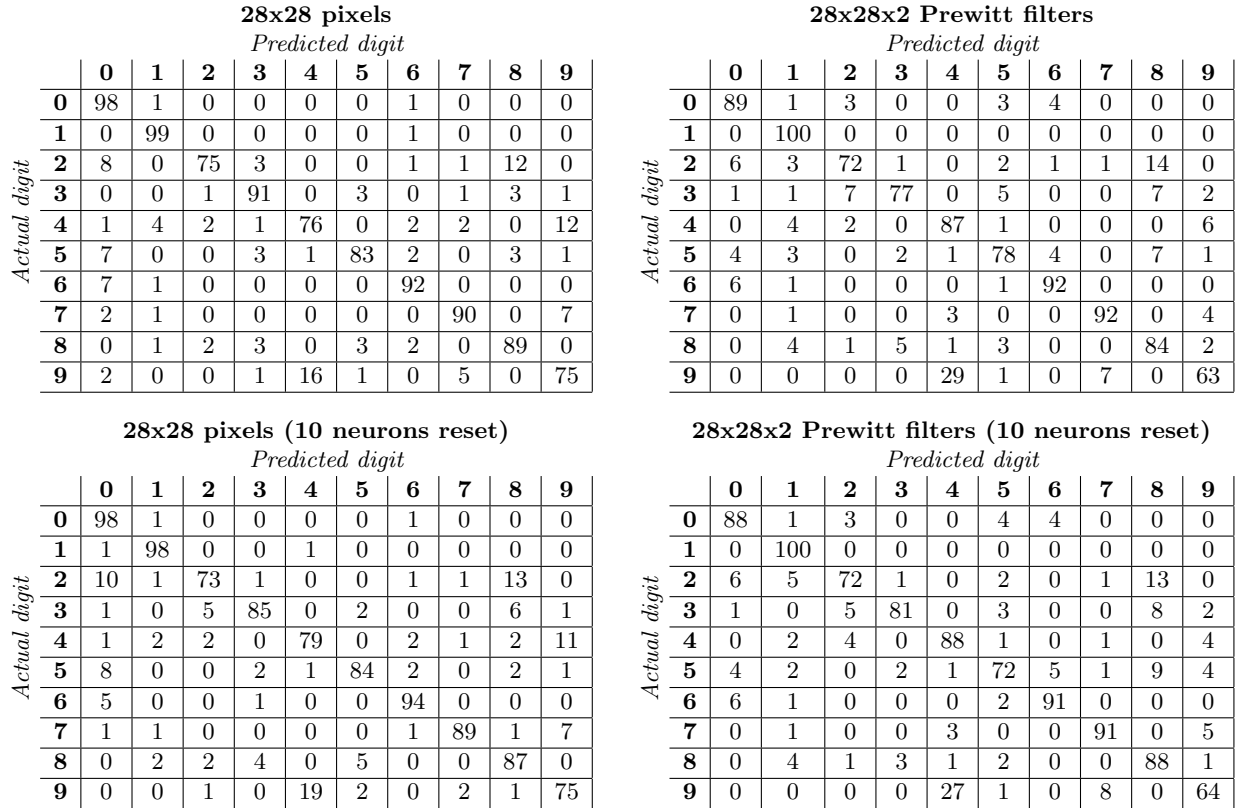 28x28 pixels
Predicted digit
Actual digit
0 1 2 3 4 5 6 7 8 9
0 98 1 0 0 0 0 1 0 0 0
1 0 99 0 0 0 0 1 0 0 0
2 8 0 75 3 0 0 1 1 12 0
3 0 0 1 91 0 3 0 1 3 1
4 1 4 2 1 76 0 2 2 0 12
5 7 0 0 3 1 83 2 0 3 1
6 7 1 0 0 0 0 92 0 0 0
7 2 1 0 0 0 0 0 90 0 7
8 0 1 2 3 0 3 2 0 89 0
9 2 0 0 1 16 1 0 5 0 75
28x28x2 Prewitt filters
Predicted digit
Actual digit
0 1 2 3 4 5 6 7 8 9
0 89 1 3 0 0 3 4 0 0 0
1 0 100 0 0 0 0 0 0 0 0
2 6 3 72 1 0 2 1 1 14 0
3 1 1 7 77 0 5 0 0 7 2
4 0 4 2 0 87 1 0 0 0 6
5 4 3 0 2 1 78 4 0 7 1
6 6 1 0 0 0 1 92 0 0 0
7 0 1 0 0 3 0 0 92 0 4
8 0 4 1 5 1 3 0 0 84 2
9 0 0 0 0 29 1 0 7 0 63
28x28 pixels (10 neurons reset)
Predicted digit
Actual digit
0 1 2 3 4 5 6 7 8 9
0 98 1 0 0 0 0 1 0 0 0
1 1 98 0 0 1 0 0 0 0 0
2 10 1 73 1 0 0 1 1 13 0
3 1 0 5 85 0 2 0 0 6 1
4 1 2 2 0 79 0 2 1 2 11
5 8 0 0 2 1 84 2 0 2 1
6 5 0 0 1 0 0 94 0 0 0
7 1 1 0 0 0 0 1 89 1 7
8 0 2 2 4 0 5 0 0 87 0
9 0 0 1 0 19 2 0 2 1 75
28x28x2 Prewitt filters (10 neurons reset)
Predicted digit
Actual digit
0 1 2 3 4 5 6 7 8 9
0 88 1 3 0 0 4 4 0 0 0
1 0 100 0 0 0 0 0 0 0 0
2 6 5 72 1 0 2 0 1 13 0
3 1 0 5 81 0 3 0 0 8 2
4 0 2 4 0 88 1 0 1 0 4
5 4 2 0 2 1 72 5 1 9 4
6 6 1 0 0 0 2 91 0 0 0
7 0 1 0 0 3 0 0 91 0 5
8 0 4 1 3 1 2 0 0 88 1
9 0 0 0 0 27 1 0 8 0 64